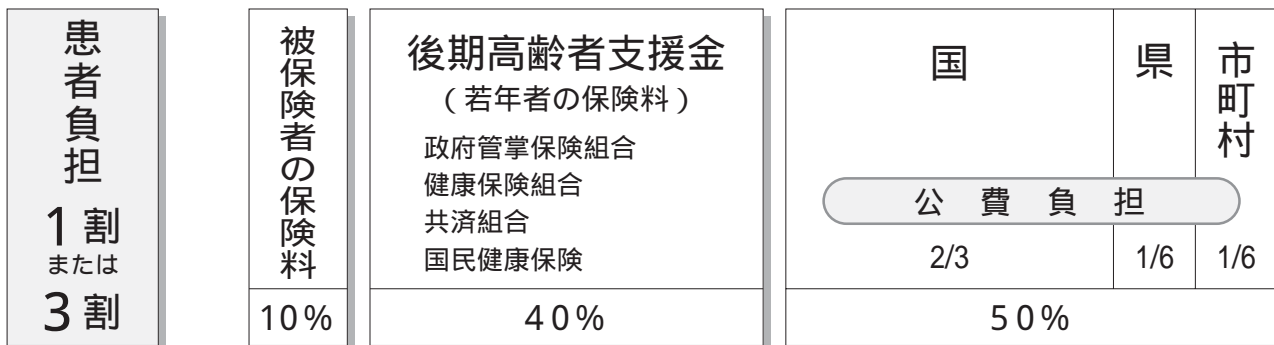 患者負担
1割
または
3割
被保険者の保険料
10%
後期高齢者支援金
(若年者の保険料)
政府管掌保険組合
健康保険組合
共済組合
国民健康保険
40%
国
県
市町村
公費負担
2/3
1/6
1/6
50%